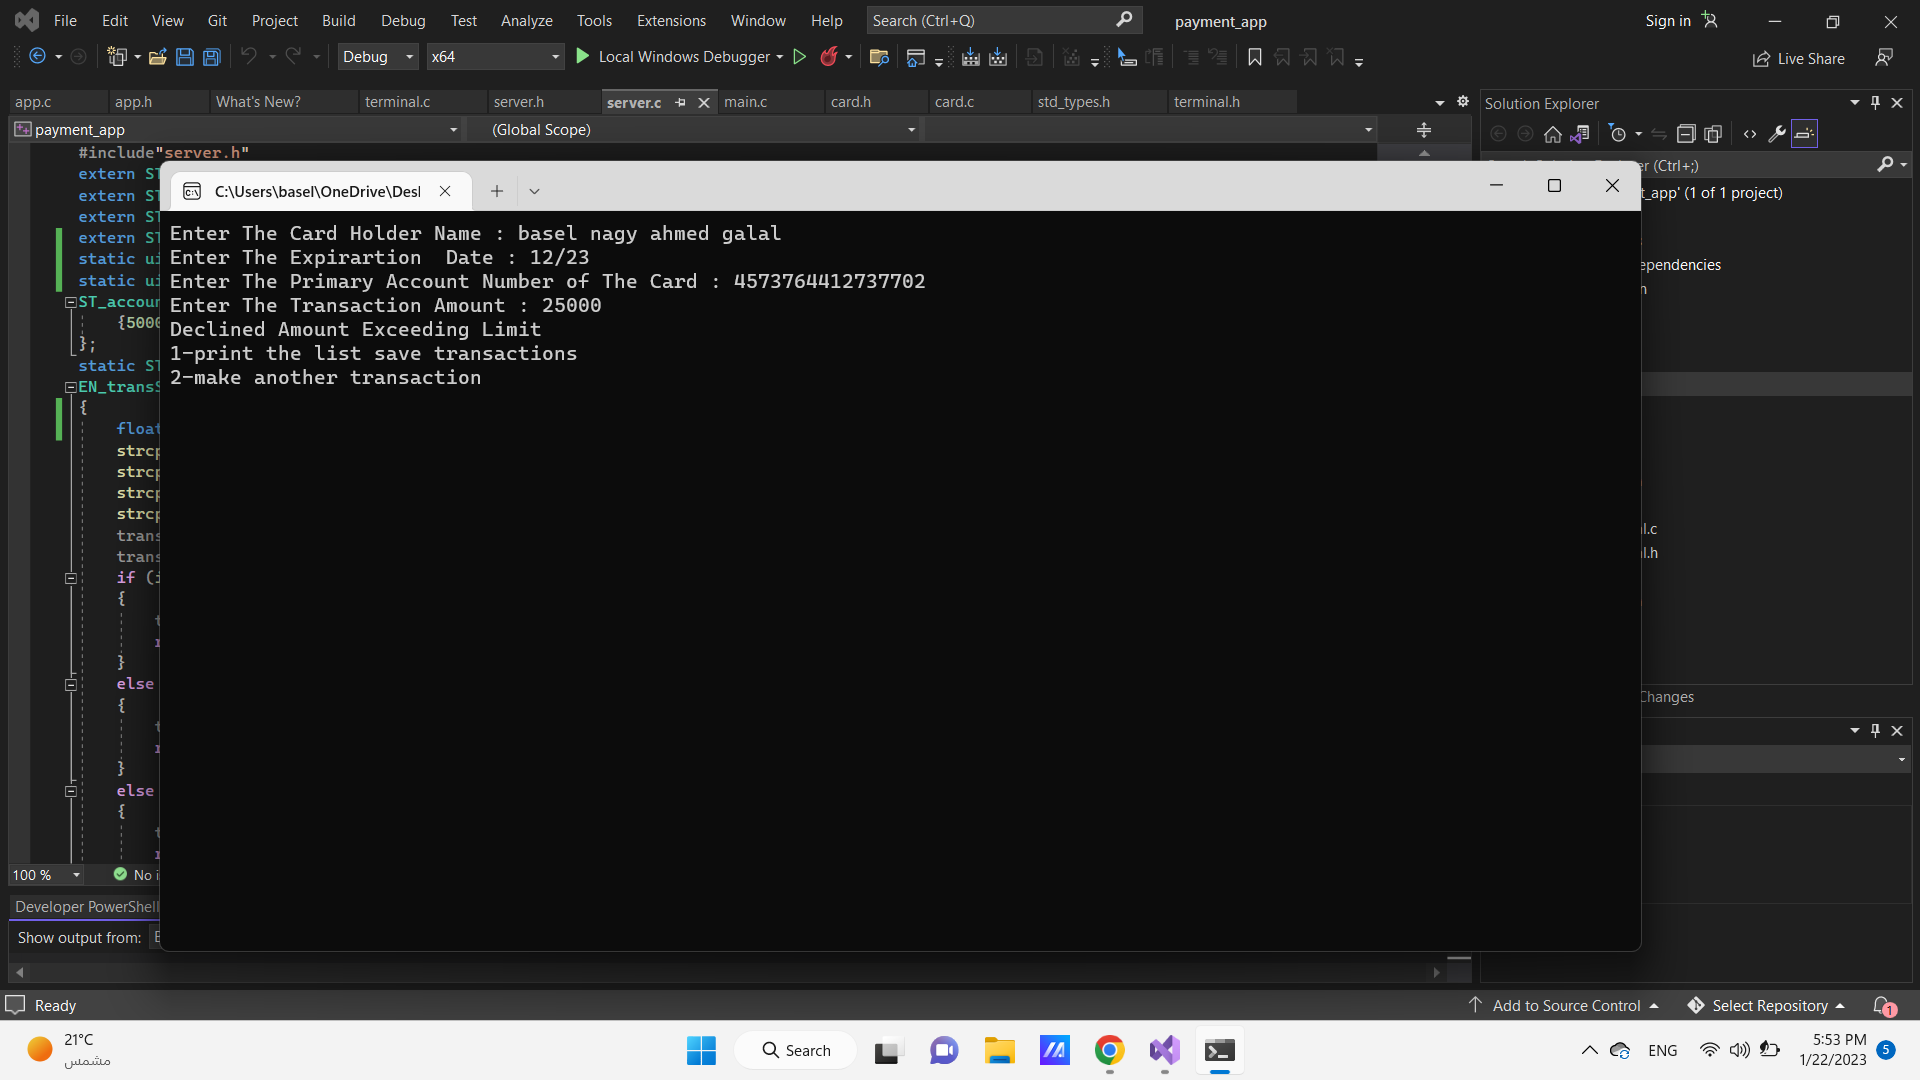 File Edit View Git Project Build Debug Test Analyze Tools Extensions Window Help Search (Ctrl+Q) payment_app Sign in
Debug x64 Local Windows Debugger Live Share
app.c app.h What's New? terminal.c server.h server.c main.c card.h card.c std_types.h terminal.h
Solution Explorer
payment_app (Global Scope)
#include"server.h"
extern ST
extern ST
extern ST
extern ST
static ui
static ui
ST_accoun
{5000
};
static ST
EN_transS
{
float
strcp
strcp
strcp
strcp
trans
trans
if (i
{
}
else
{
}
else
{
(Ctrl+;)
t_app' (1 of 1 project)
ependencies
l.c
l.h
Changes
C:\Users\basel\OneDrive\Desl
Enter The Card Holder Name : basel nagy ahmed galal
Enter The Expirartion  Date : 12/23
Enter The Primary Account Number of The Card : 4573764412737702
Enter The Transaction Amount : 25000
Declined Amount Exceeding Limit
1-print the list save transactions
2-make another transaction
100 % No i
Developer PowerShell
Show output from:
Ready Add to Source Control Select Repository 1
21°C
مشمس
Search
ENG
5:53 PM
1/22/2023
5